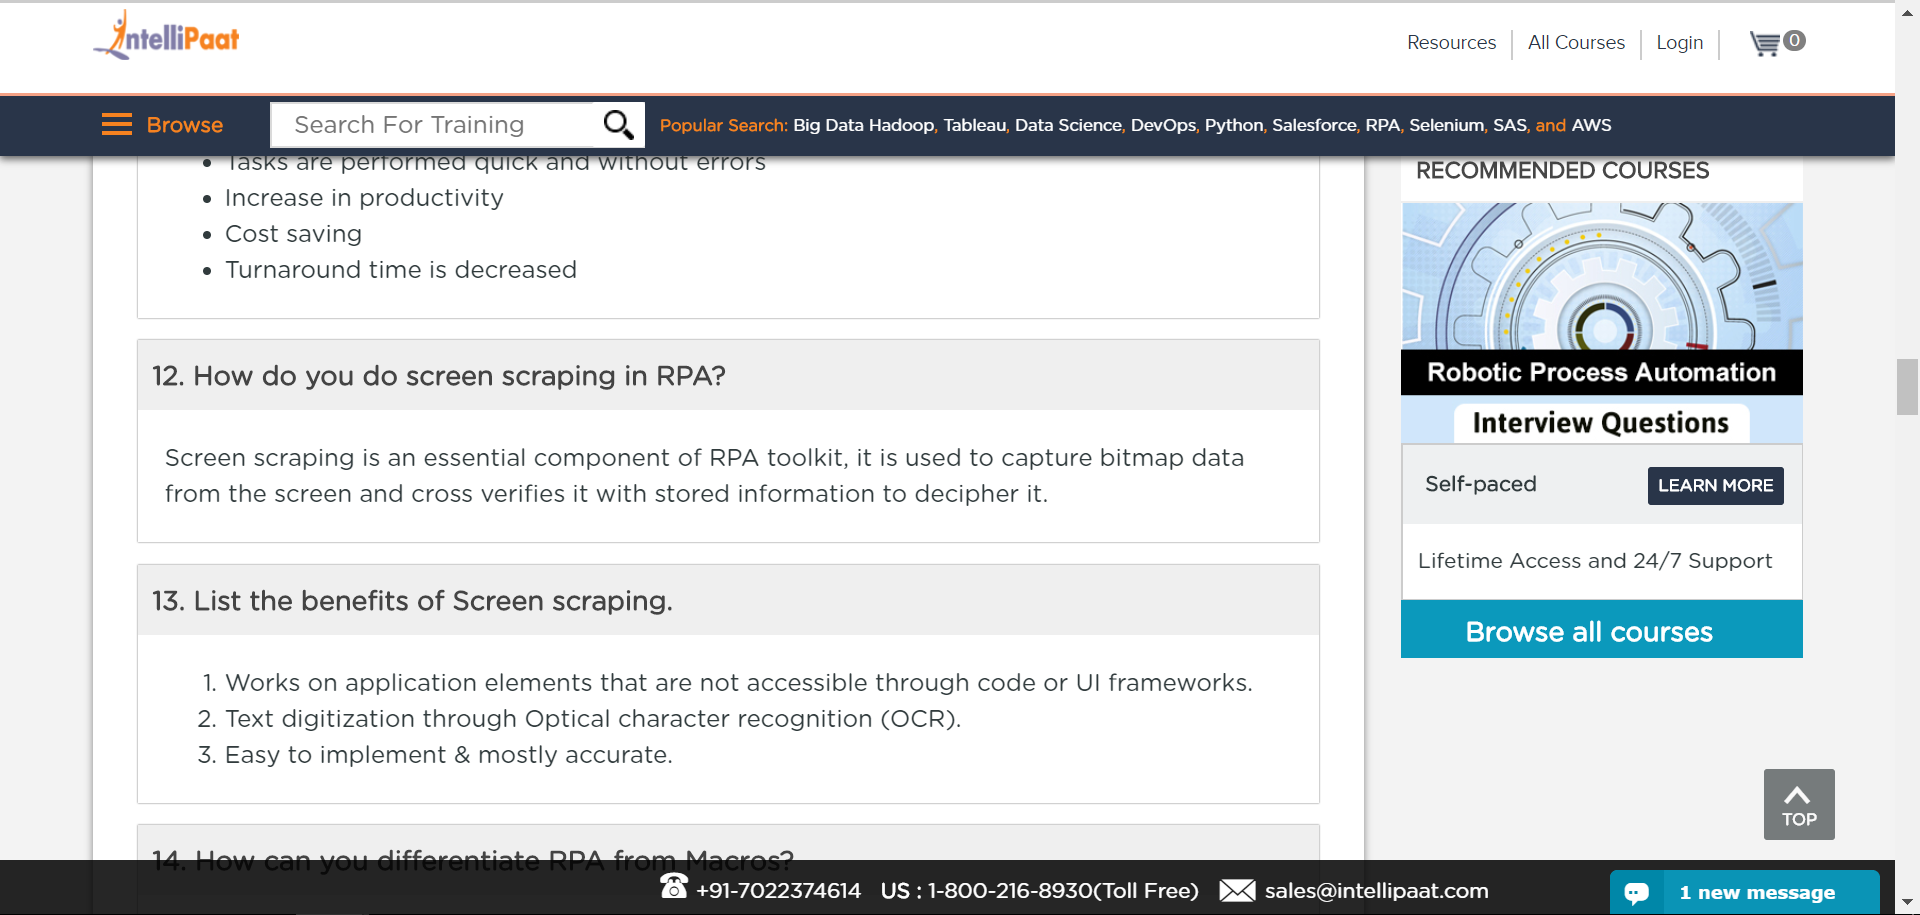 IntelliPaat
Resources
All Courses
Login
0
Browse
Search For Training
Popular Search: Big Data Hadoop, Tableau, Data Science, DevOps, Python, Salesforce, RPA, Selenium, SAS, and AWS
Tasks are performed quick and without errors
Increase in productivity
Cost saving
Turnaround time is decreased
12. How do you do screen scraping in RPA?
Screen scraping is an essential component of RPA toolkit, it is used to capture bitmap data
from the screen and cross verifies it with stored information to decipher it.
13. List the benefits of Screen scraping.
1. Works on application elements that are not accessible through code or UI frameworks.
2. Text digitization through Optical character recognition (OCR).
3. Easy to implement & mostly accurate.
14. How can you differentiate RPA from Macros?
RECOMMENDED COURSES
Robotic Process Automation
Interview Questions
Self-paced
LEARN MORE
Lifetime Access and 24/7 Support
Browse all courses
TOP
+91-7022374614 US : 1-800-216-8930(Toll Free) sales@intellipaat.com
1 new message